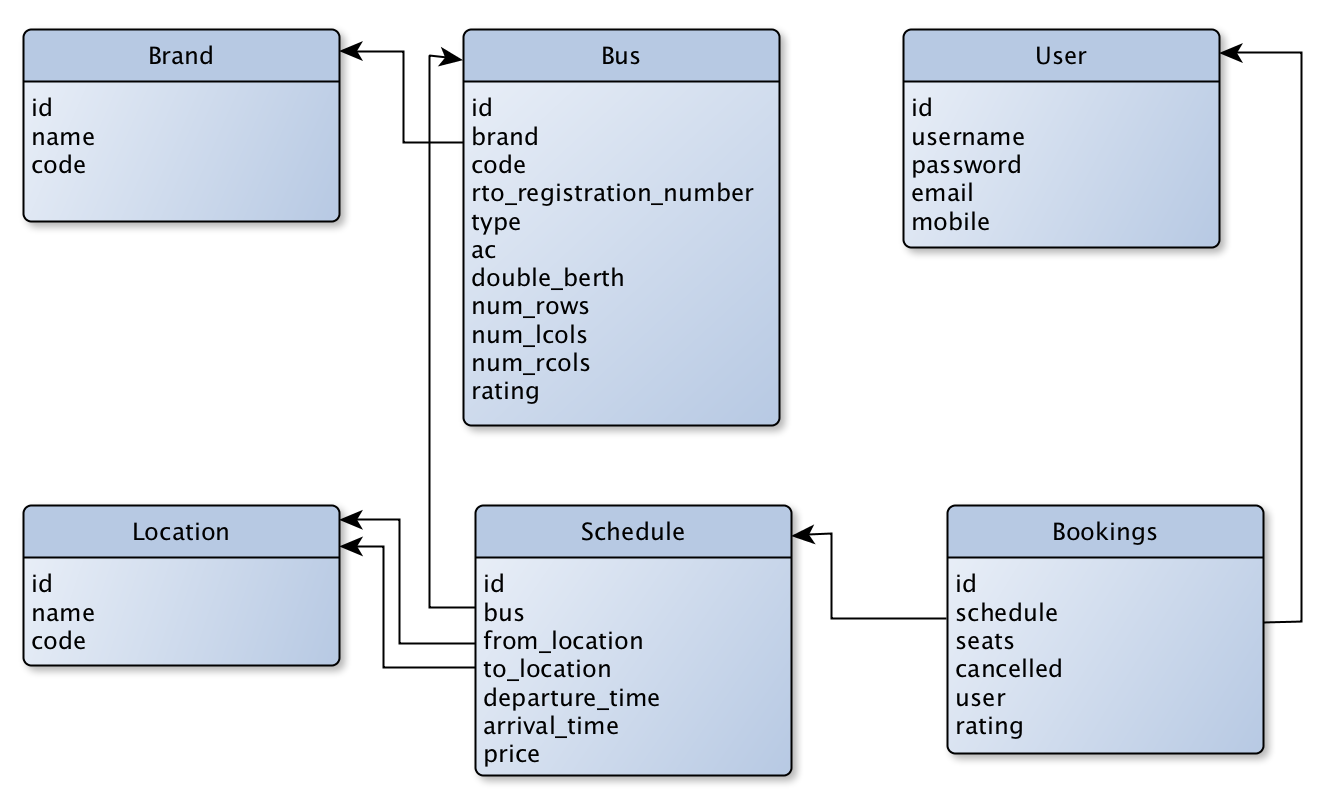 Brand
id
name
code
Bus
id
brand
code
rto_registration_number
type
ac
double_berth
num_rows
num_lcols
num_rcols
rating
User
id
username
password
email
mobile
Location
id
name
code
Schedule
id
bus
from_location
to_location
departure_time
arrival_time
price
Bookings
id
schedule
seats
cancelled
user
rating